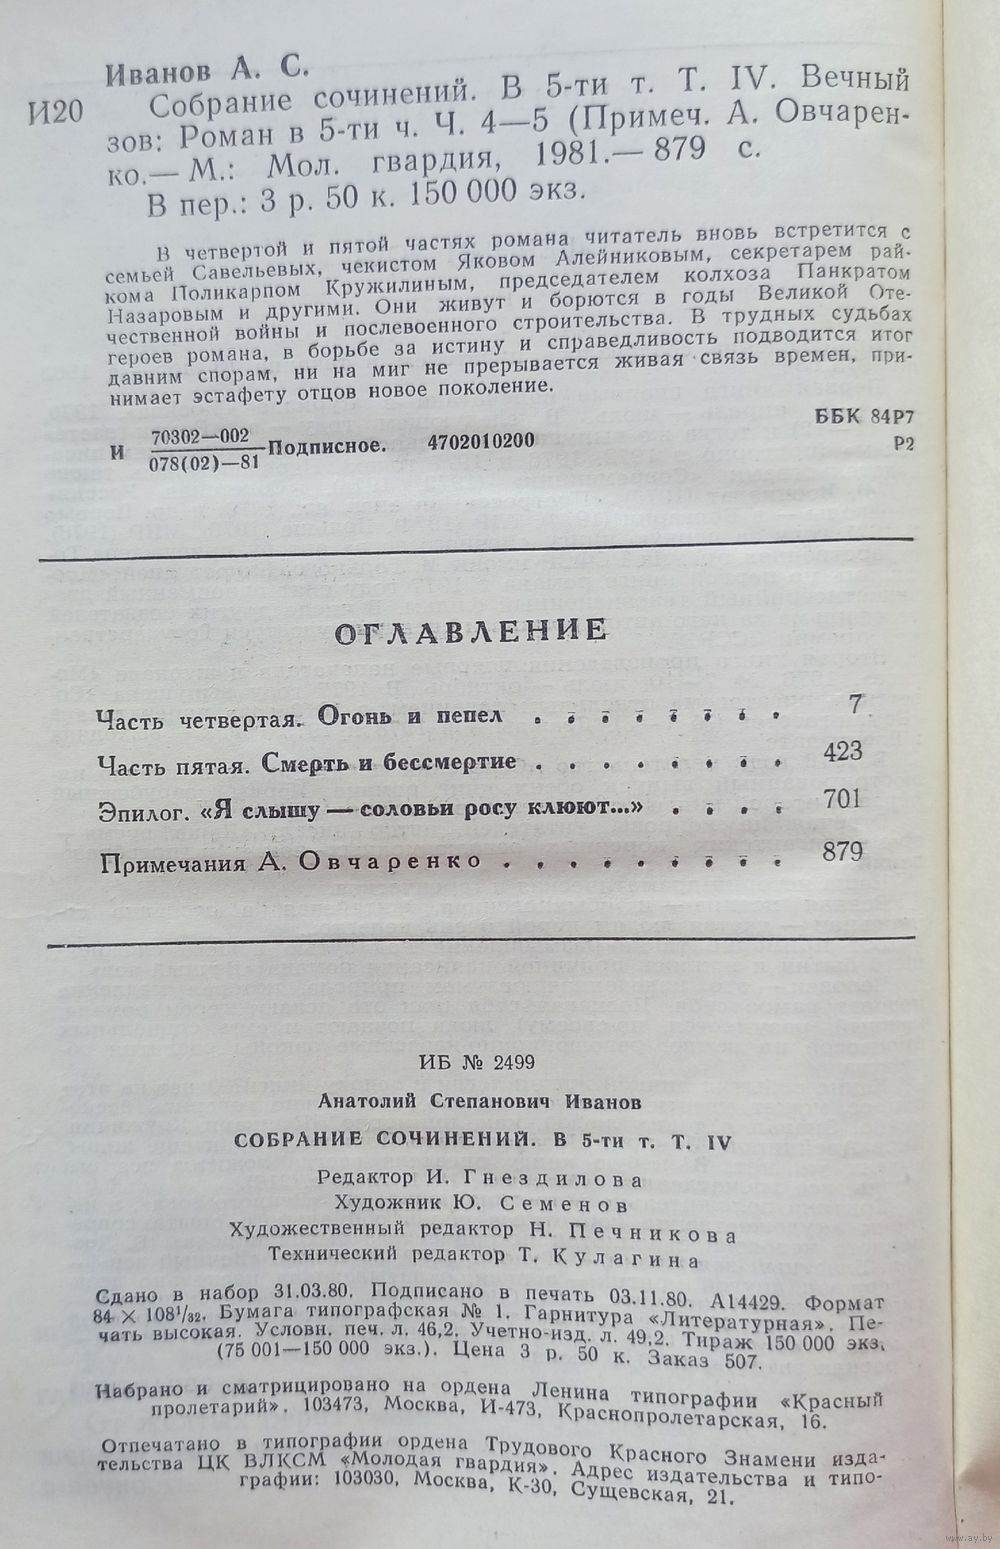 Иванов А. С.
И20
Собрание сочинений. В 5-ти т. Т. IV. Вечный
зов: Роман в 5-ти ч. Ч. 4—5 (Примеч. А. Овчарен-
ко.— М.: Мол. гвардия, 1981.— 879 с.
В пер.: 3 р. 50 к. 150 000 экз.
В четвертой и пятой частях романа читатель вновь встретится с
семьей Савельевых, чекистом Яковом Алейниковым, секретарем рай-
кома Поликарпом Кружилиным, председателем колхоза Панкратом
Назаровым и другими. Они живут и борются в годы Великой Оте-
чественной войны и послевоенного строительства. В трудных судьбах
героев романа, в борьбе за истину и справедливость подводится итог
давним спорам, ни на миг не прерывается живая связь времен, при-
нимает эстафету отцов новое поколение.
ББК 84Р7
Р2
И 70302—002
078(02)—81 Подписное. 4702010200
ОГЛАВЛЕНИЕ
Часть четвертая. Огонь и пепел . . . . . . . . 7
Часть пятая. Смерть и бессмертие . . . . . . . . 423
Эпилог. «Я слышу — соловьи росу клюют...» . . . . 701
Примечания А. Овчаренко . . . . . . . . . 879
ИБ № 2499
Анатолий Степанович Иванов
СОБРАНИЕ СОЧИНЕНИЙ. В 5-ти т. Т. IV
Редактор И. Гнездилова
Художник Ю. Семенов
Художественный редактор Н. Печникова
Технический редактор Т. Кулагина
Сдано в набор 31.03.80. Подписано в печать 03.11.80. А14429. Формат
84 × 108¹/₃₂. Бумага типографская № 1. Гарнитура «Литературная». Пе-
чать высокая. Условн. печ. л. 46,2. Учетно-изд. л. 49,2. Тираж 150 000 экз.
(75 001—150 000 экз.). Цена 3 р. 50 к. Заказ 507.
Набрано и сматрицировано на ордена Ленина типографии «Красный
пролетарий». 103473, Москва, И-473, Краснопролетарская, 16.
Отпечатано в типографии ордена Трудового Красного Знамени изда-
тельства ЦК ВЛКСМ «Молодая гвардия». Адрес издательства и типо-
графии: 103030, Москва, К-30, Сущевская, 21.
www.ay.by